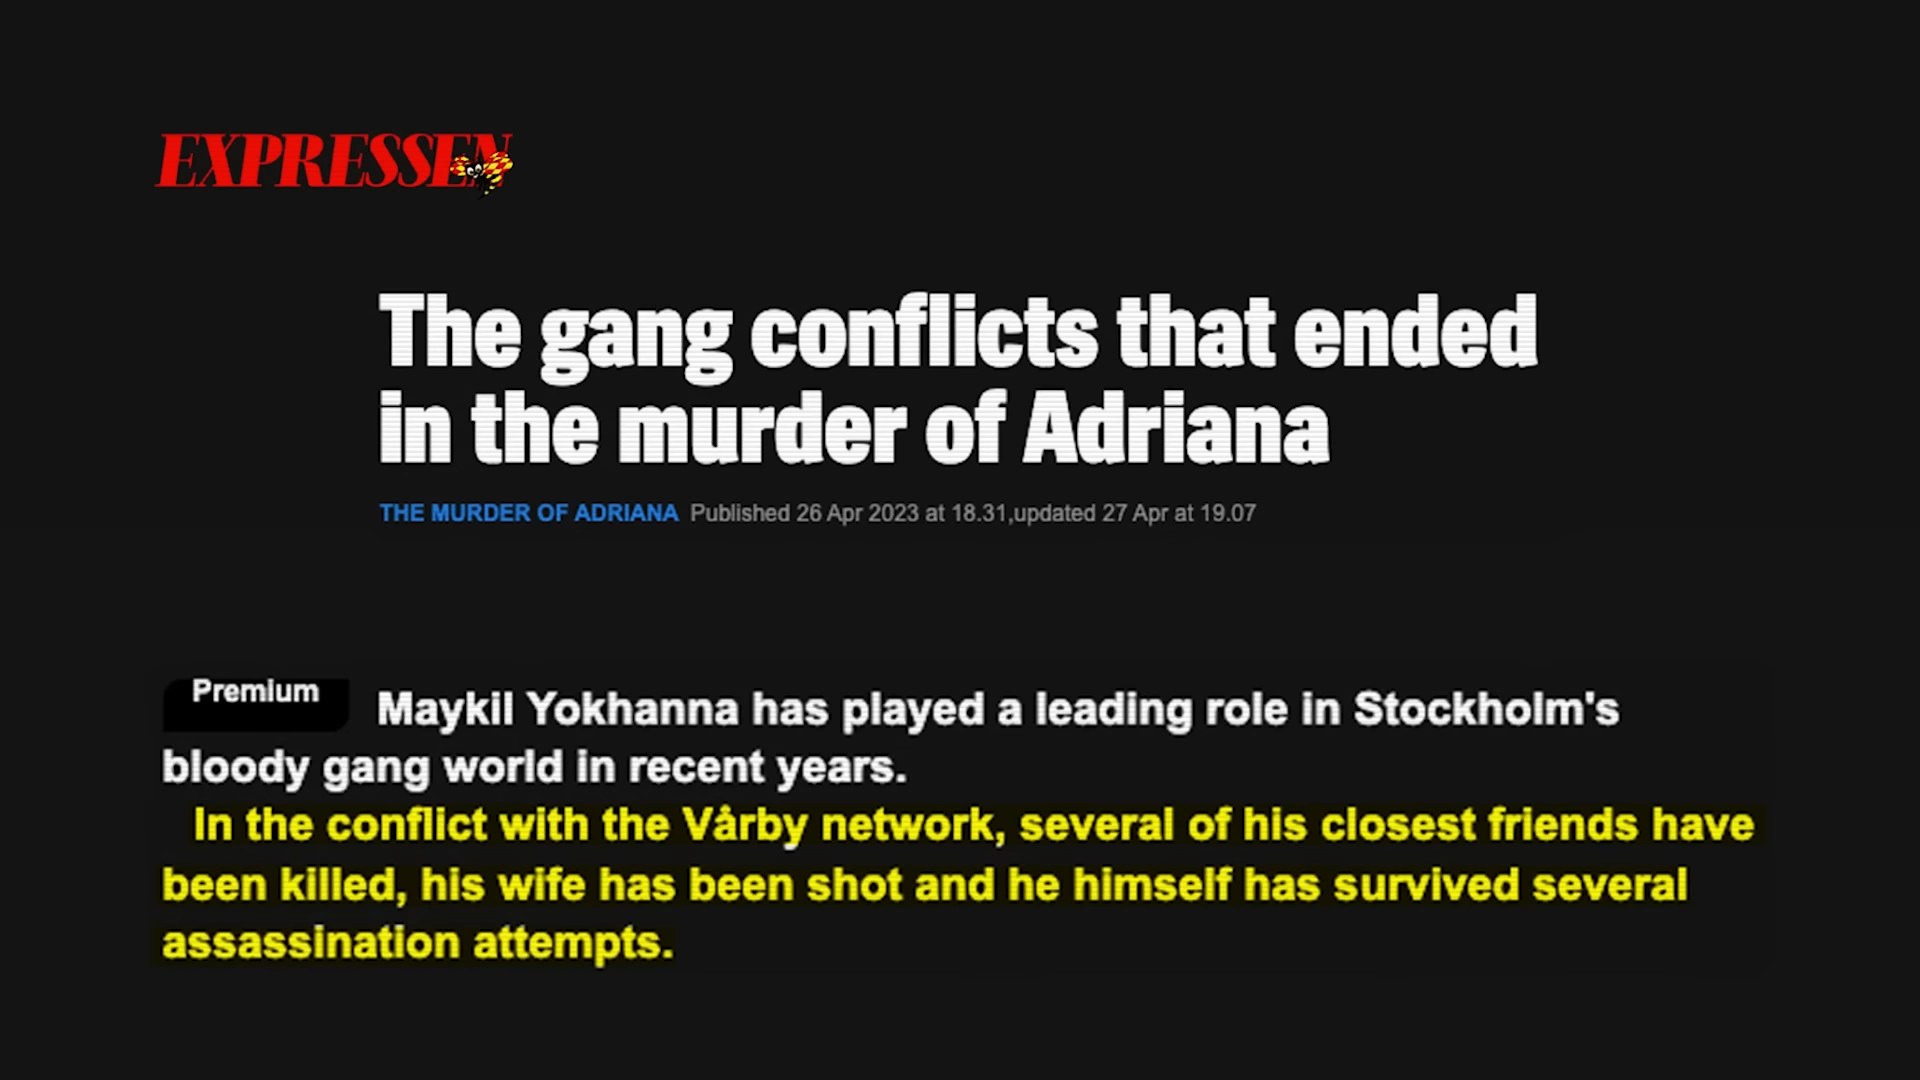 EXPRESSEN
The gang conflicts that ended
in the murder of Adriana
THE MURDER OF ADRIANA Published 26 Apr 2023 at 18.31,updated 27 Apr at 19.07
Premium Maykil Yokhanna has played a leading role in Stockholm's
bloody gang world in recent years.
In the conflict with the Vårby network, several of his closest friends have
been killed, his wife has been shot and he himself has survived several
assassination attempts.